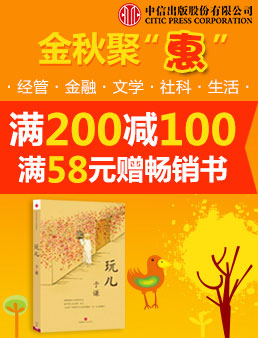 中信出版股份有限公司
CITIC PRESS CORPORATION
金秋聚“惠”
·经管·金融·文学·社科·生活·
满200减100
满58元赠畅销书
玩儿
于谦